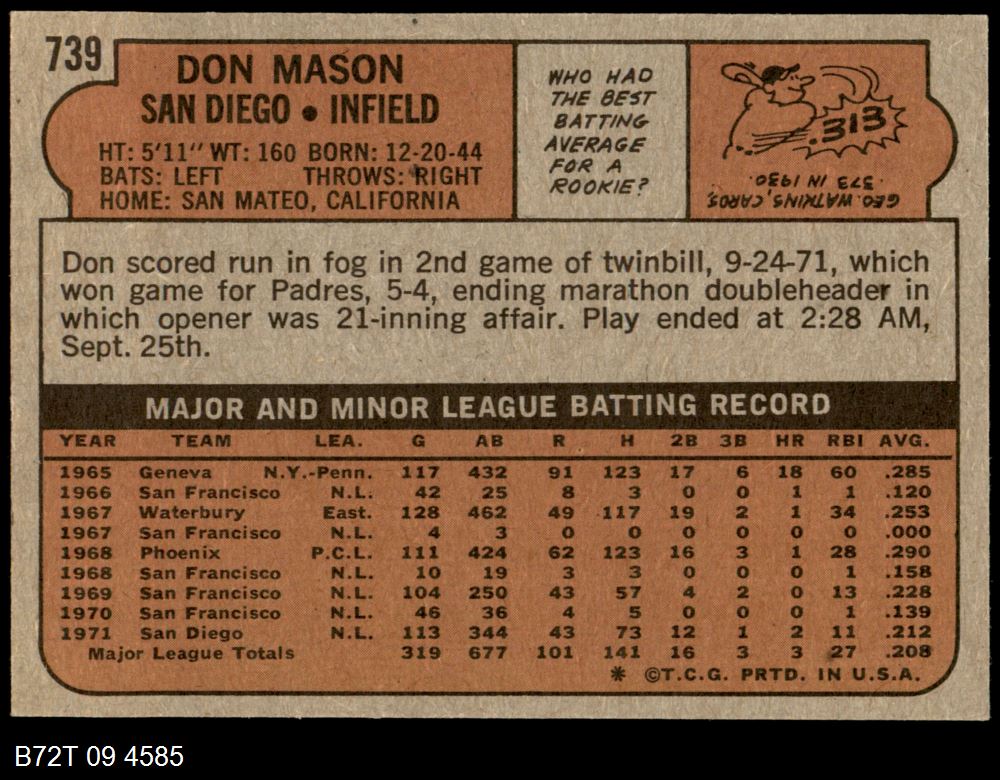 739
DON MASON
SAN DIEGO • INFIELD
HT: 5'11" WT: 160 BORN: 12-20-44
BATS: LEFT THROWS: RIGHT
HOME: SAN MATEO, CALIFORNIA
WHO HAD
THE BEST
BATTING
AVERAGE
FOR A
ROOKIE?
313
GEO. WATKINS, CARDS,
.373 IN 1930.
Don scored run in fog in 2nd game of twinbill, 9-24-71, which
won game for Padres, 5-4, ending marathon doubleheader in
which opener was 21-inning affair. Play ended at 2:28 AM,
Sept. 25th.
MAJOR AND MINOR LEAGUE BATTING RECORD
YEAR TEAM LEA. G AB R H 2B 3B HR RBI AVG.
1965 Geneva N.Y.-Penn. 117 432 91 123 17 6 18 60 .285
1966 San Francisco N.L. 42 25 8 3 0 0 1 1 .120
1967 Waterbury East. 128 462 49 117 19 2 1 34 .253
1967 San Francisco N.L. 4 3 0 0 0 0 0 0 .000
1968 Phoenix P.C.L. 111 424 62 123 16 3 1 28 .290
1968 San Francisco N.L. 10 19 3 3 0 0 0 1 .158
1969 San Francisco N.L. 104 250 43 57 4 2 0 13 .228
1970 San Francisco N.L. 46 36 4 5 0 0 0 1 .139
1971 San Diego N.L. 113 344 43 73 12 1 2 11 .212
Major League Totals 319 677 101 141 16 3 3 27 .208
* ©T.C.G. PRTD. IN U.S.A.
B72T 09 4585